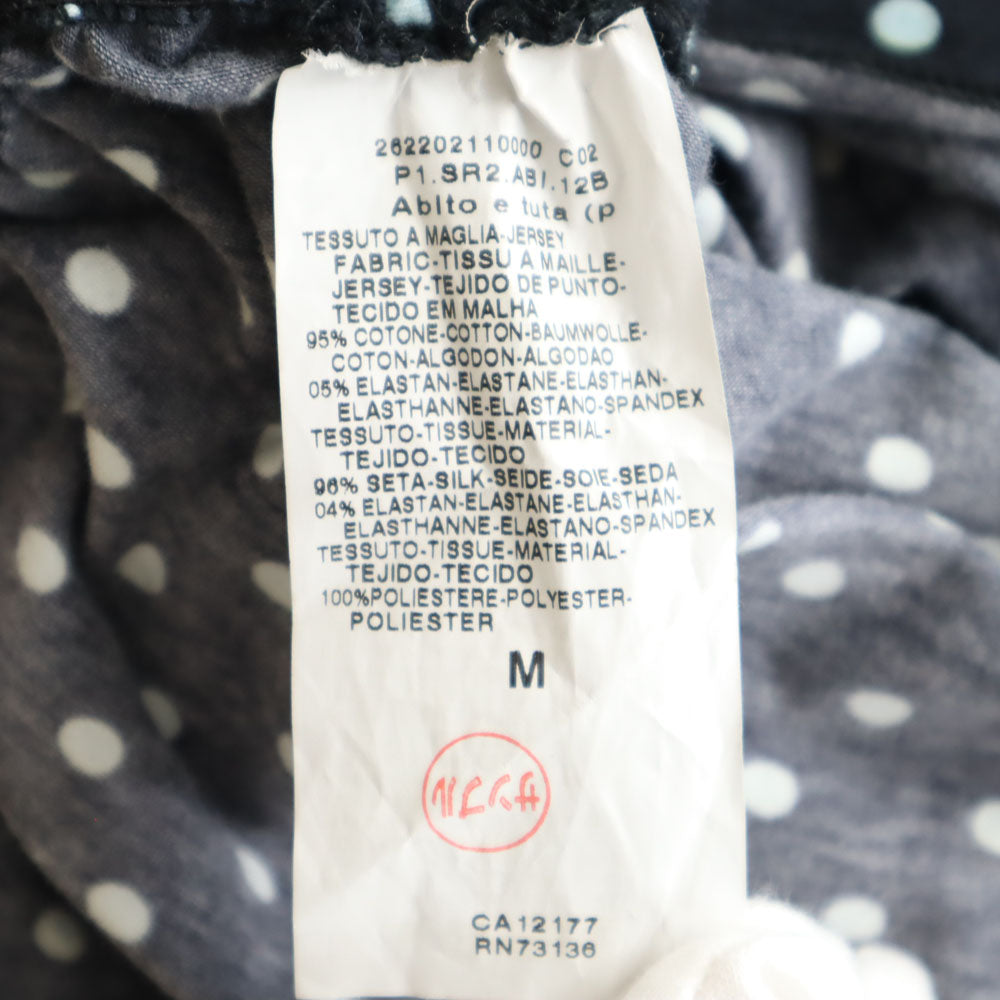 262202110000 C02
P1.SR2.ABI.12B
Abito e tuta (p
TESSUTO A MAGLIA-JERSEY
FABRIC-TISSU A MAILLE-
JERSEY-TEJIDO DE PUNTO-
TECIDO EM MALHA
95% COTONE-COTTON-BAUMWOLLE-
COTON-ALGODON-ALGODAO
05% ELASTAN-ELASTANE-ELASTHAN-
ELASTHANNE-ELASTANO-SPANDEX
TESSUTO-TISSUE-MATERIAL-
TEJIDO-TECIDO
96% SETA-SILK-SEIDE-SOIE-SEDA
04% ELASTAN-ELASTANE-ELASTHAN-
ELASTHANNE-ELASTANO-SPANDEX
TESSUTO-TISSUE-MATERIAL-
TEJIDO-TECIDO
100%POLIESTERE-POLYESTER-
POLIESTER
M
CA12177
RN73136